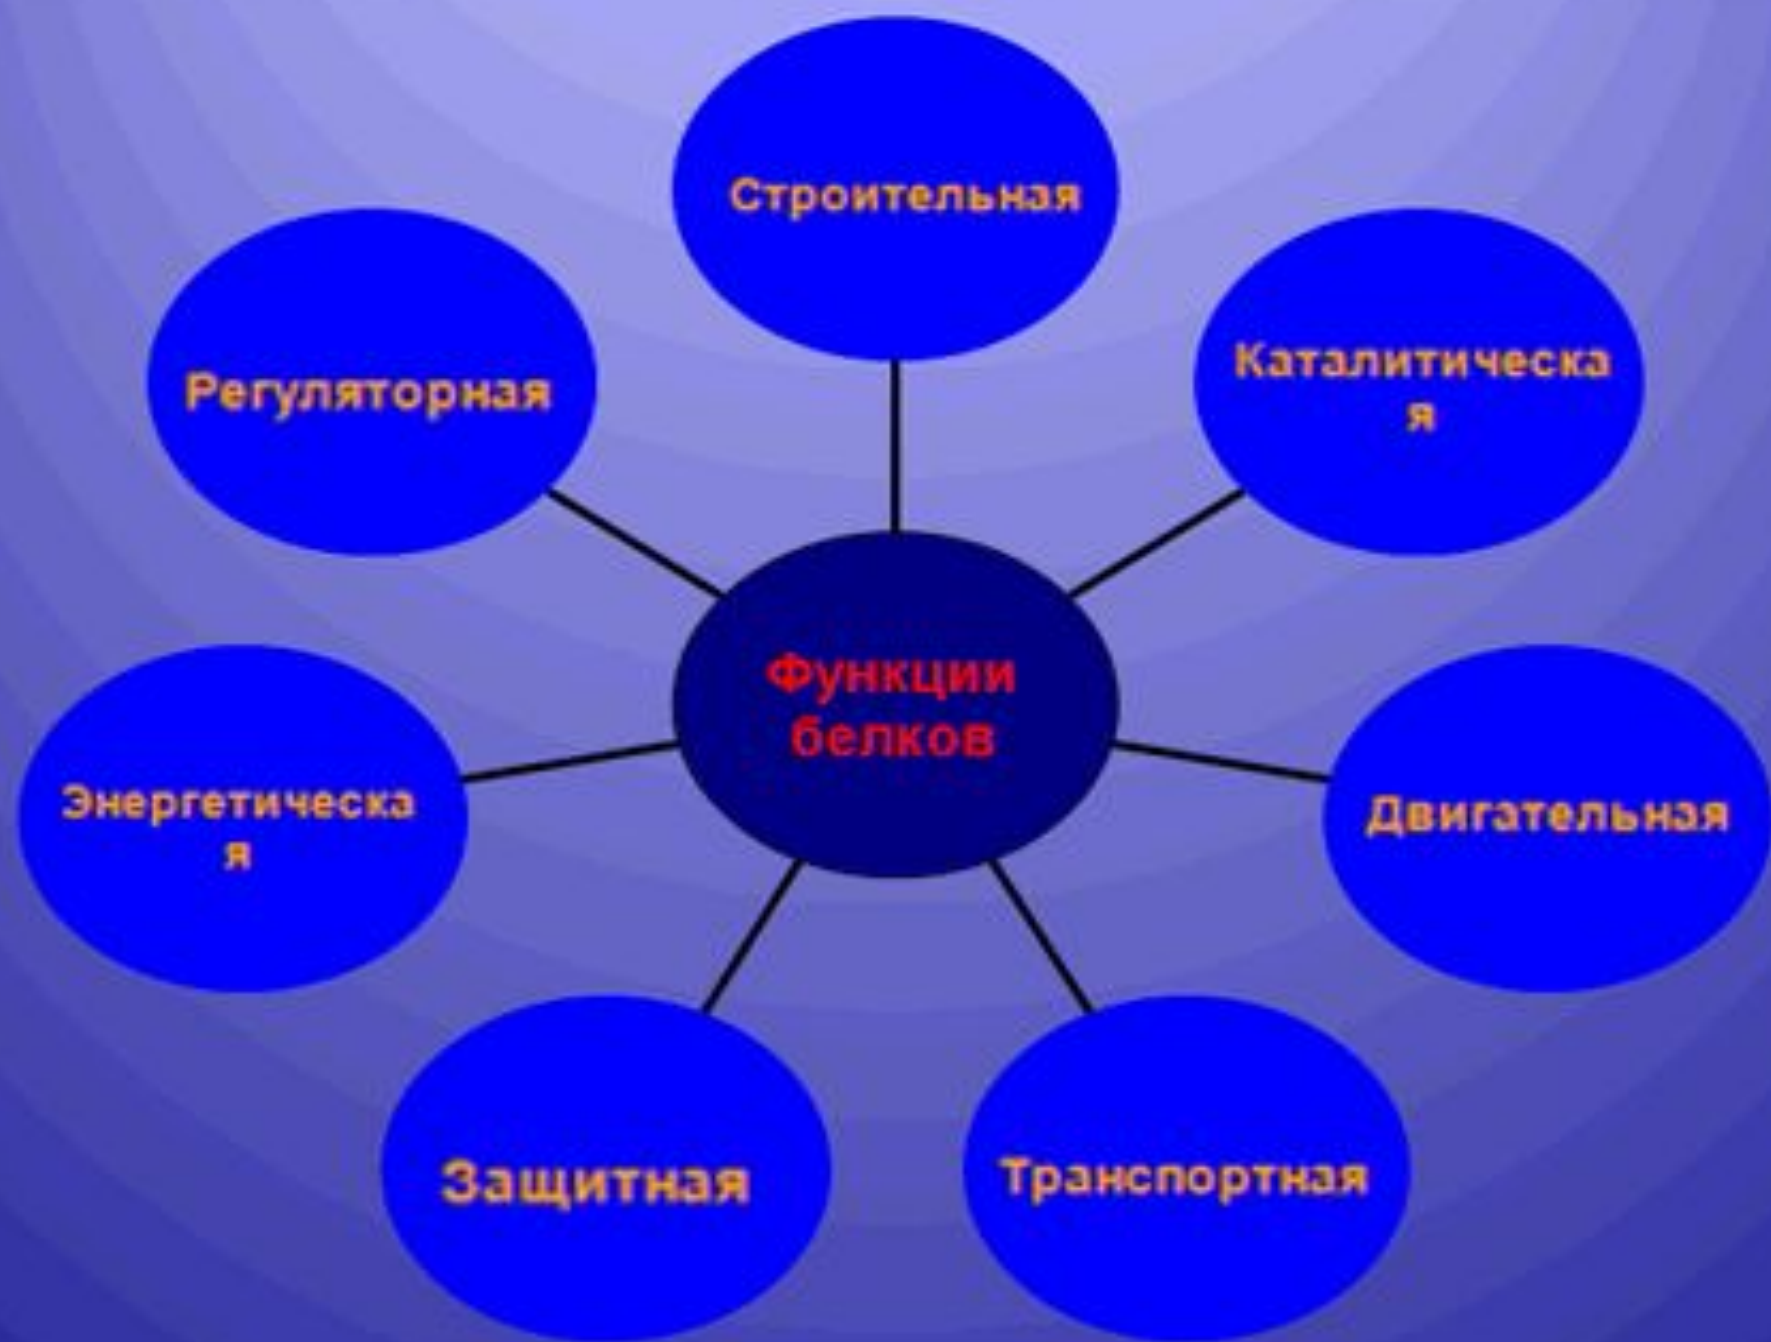 Строительная
Регуляторная
Каталитическа
я
Функции
белков
Энергетическа
я
Двигательная
Защитная
Транспортная